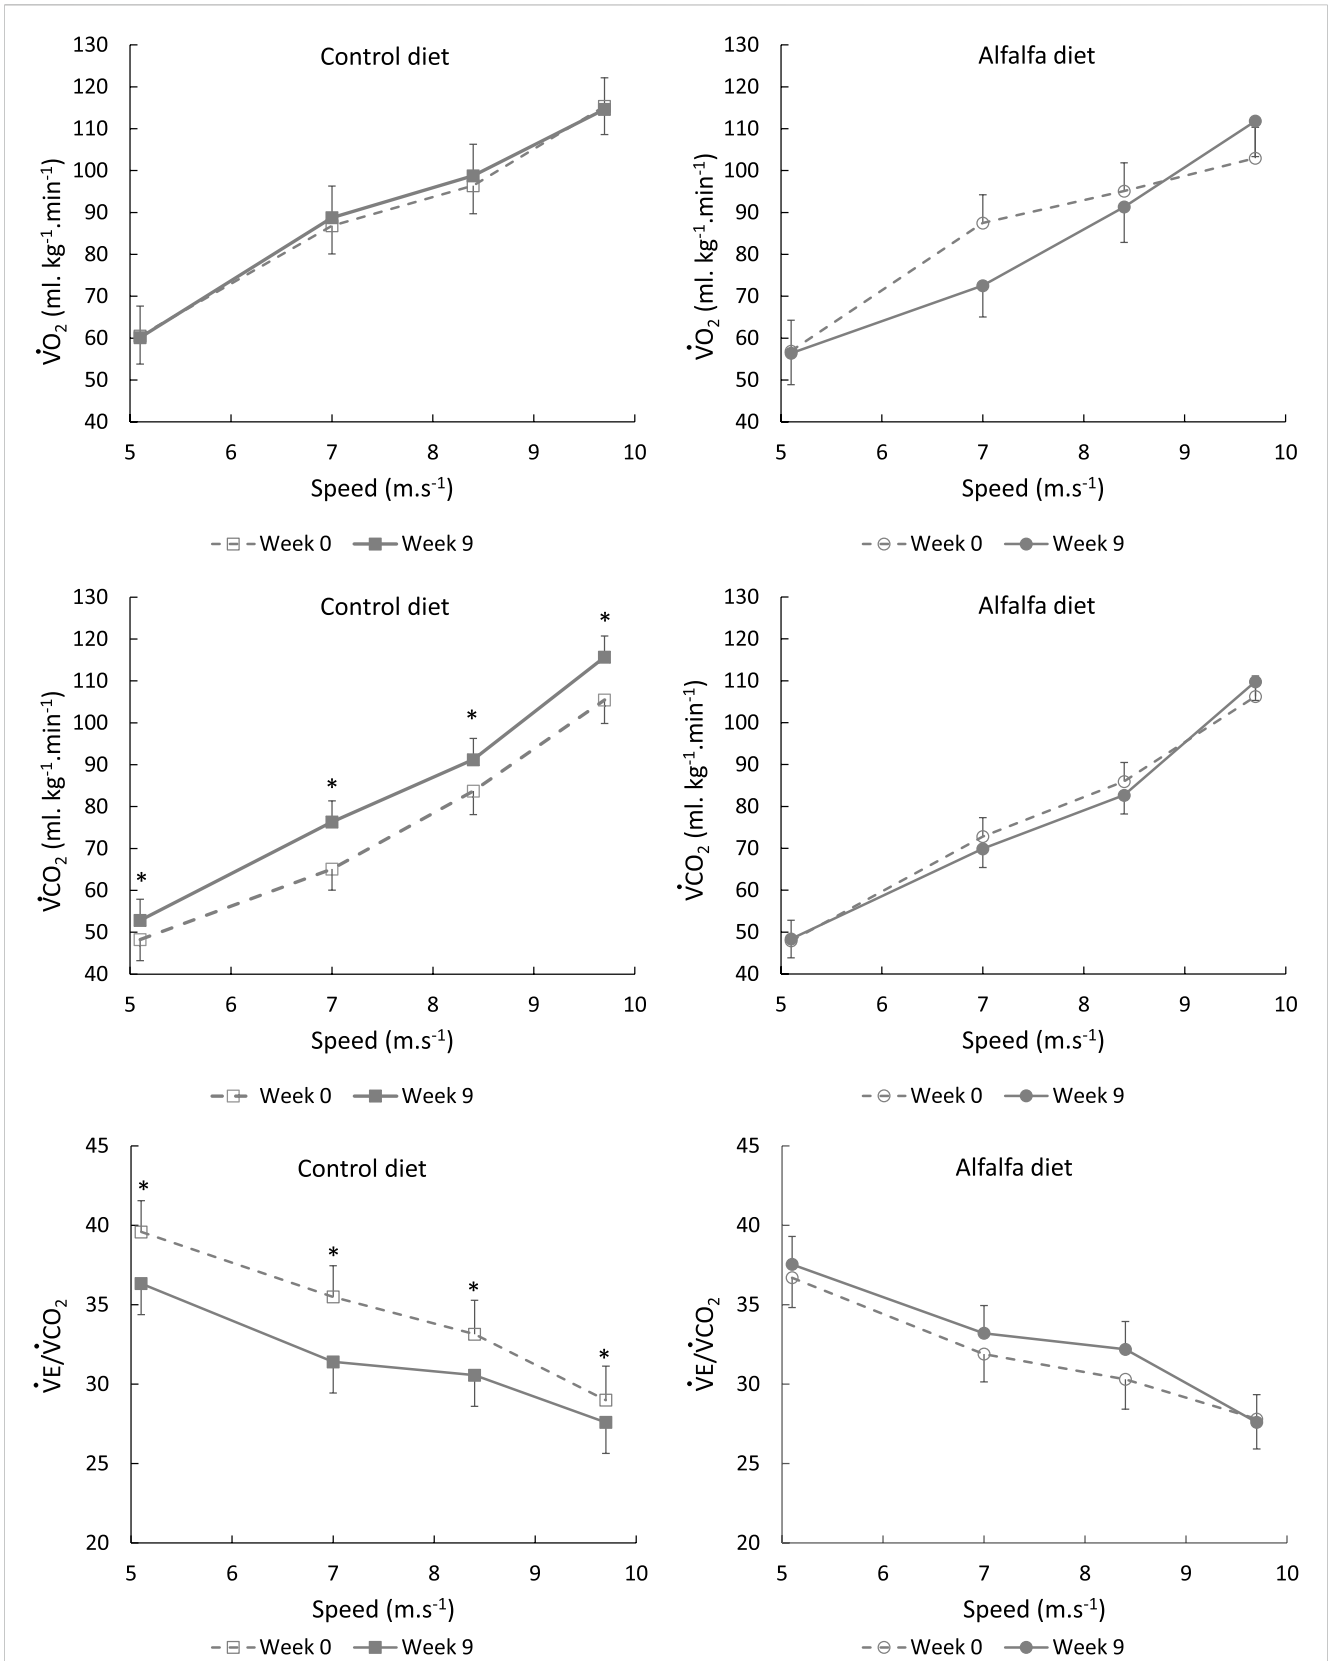 Control diet
130
120
110
100
90
80
70
60
50
40
V̇O₂ (ml. kg⁻¹.min⁻¹)
5 6 7 8 9 10
Speed (m.s⁻¹)
Week 0 Week 9
Alfalfa diet
130
120
110
100
90
80
70
60
50
40
V̇O₂ (ml. kg⁻¹.min⁻¹)
5 6 7 8 9 10
Speed (m.s⁻¹)
Week 0 Week 9
Control diet
130
120
110
100
90
80
70
60
50
40
V̇CO₂ (ml. kg⁻¹.min⁻¹)
* * * *
5 6 7 8 9 10
Speed (m.s⁻¹)
Week 0 Week 9
Alfalfa diet
130
120
110
100
90
80
70
60
50
40
V̇CO₂ (ml. kg⁻¹.min⁻¹)
5 6 7 8 9 10
Speed (m.s⁻¹)
Week 0 Week 9
Control diet
45
40
35
30
25
20
V̇E/V̇CO₂
* * * *
5 6 7 8 9 10
Speed (m.s⁻¹)
Week 0 Week 9
Alfalfa diet
45
40
35
30
25
20
V̇E/V̇CO₂
5 6 7 8 9 10
Speed (m.s⁻¹)
Week 0 Week 9